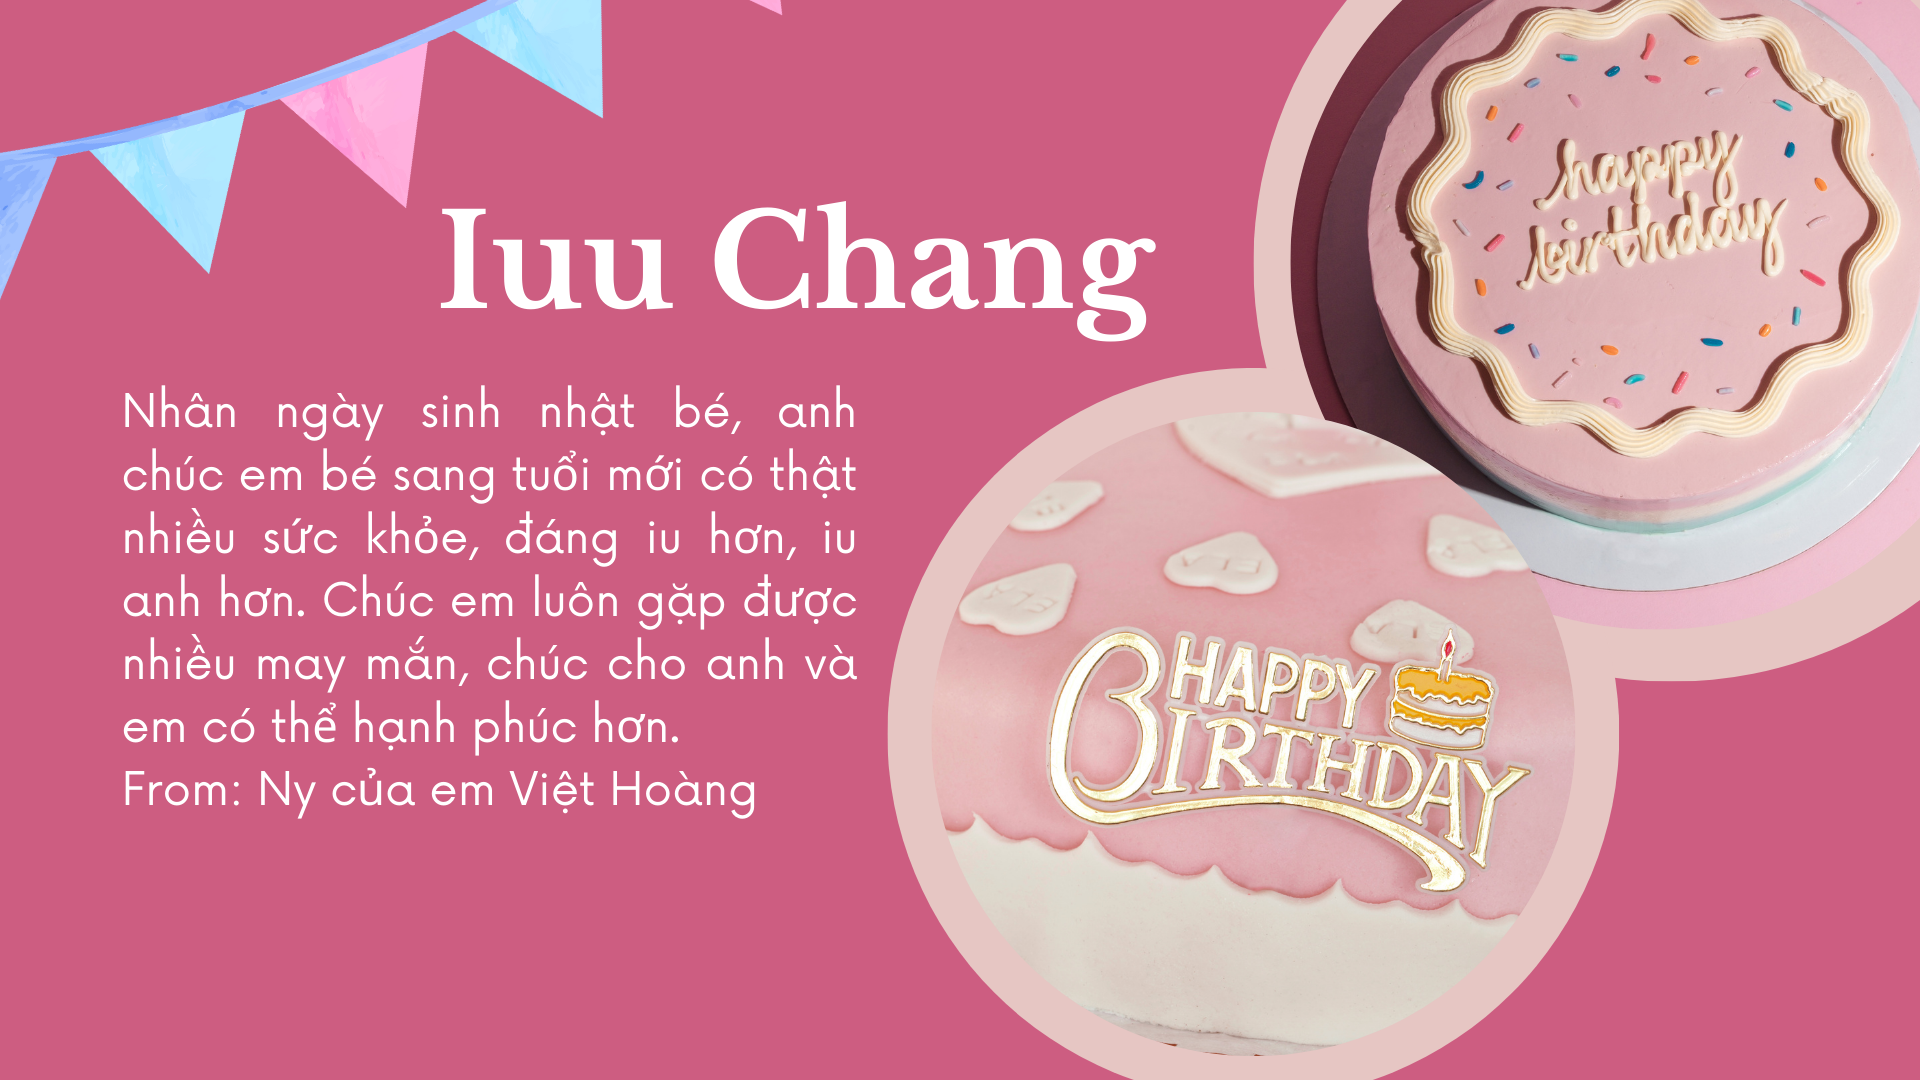 Iuu Chang
Nhân ngày sinh nhật bé, anh
chúc em bé sang tuổi mới có thật
nhiều sức khỏe, đáng iu hơn, iu
anh hơn. Chúc em luôn gặp được
nhiều may mắn, chúc cho anh và
em có thể hạnh phúc hơn.
From: Ny của em Việt Hoàng
happy
birthday
HAPPY
BIRTHDAY